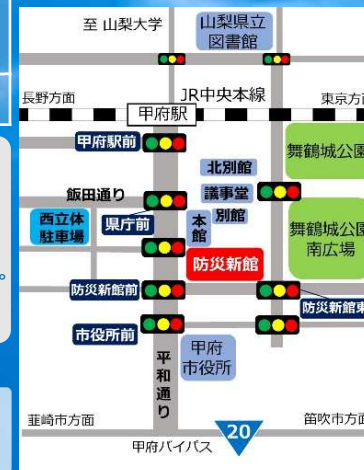 至 山梨大学
山梨県立
図書館
長野方面
JR中央本線
東京方
甲府駅
甲府駅前
舞鶴城公園
北別館
飯田通り
議事堂
西立体
駐車場
県庁前
本館
別館
舞鶴城公園
南広場
防災新館
。
防災新館前
防災新館東
市役所前
甲府
市役所
平和通り
韮崎市方面
笛吹市方面
甲府バイパス
20